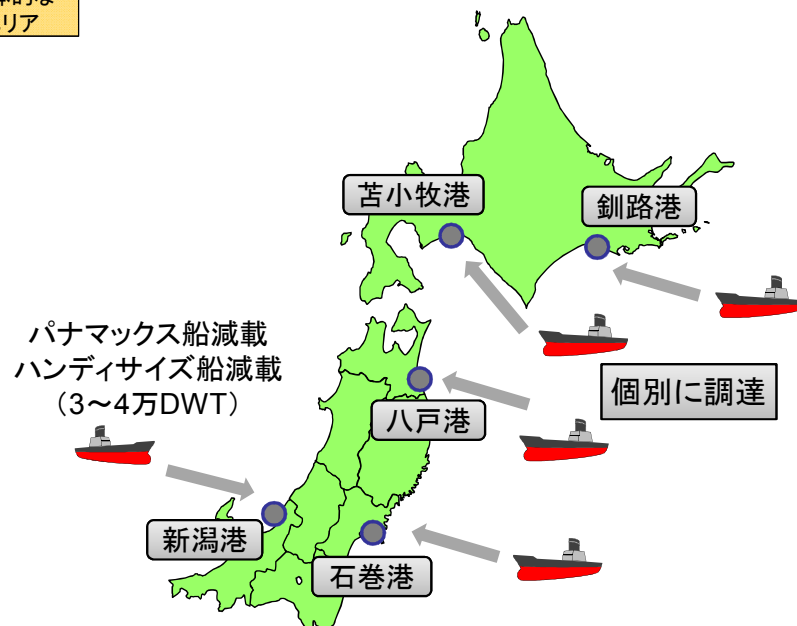 リア
苫小牧港
釧路港
パナマックス船減載
ハンディサイズ船減載
（3～4万DWT）
個別に調達
八戸港
新潟港
石巻港